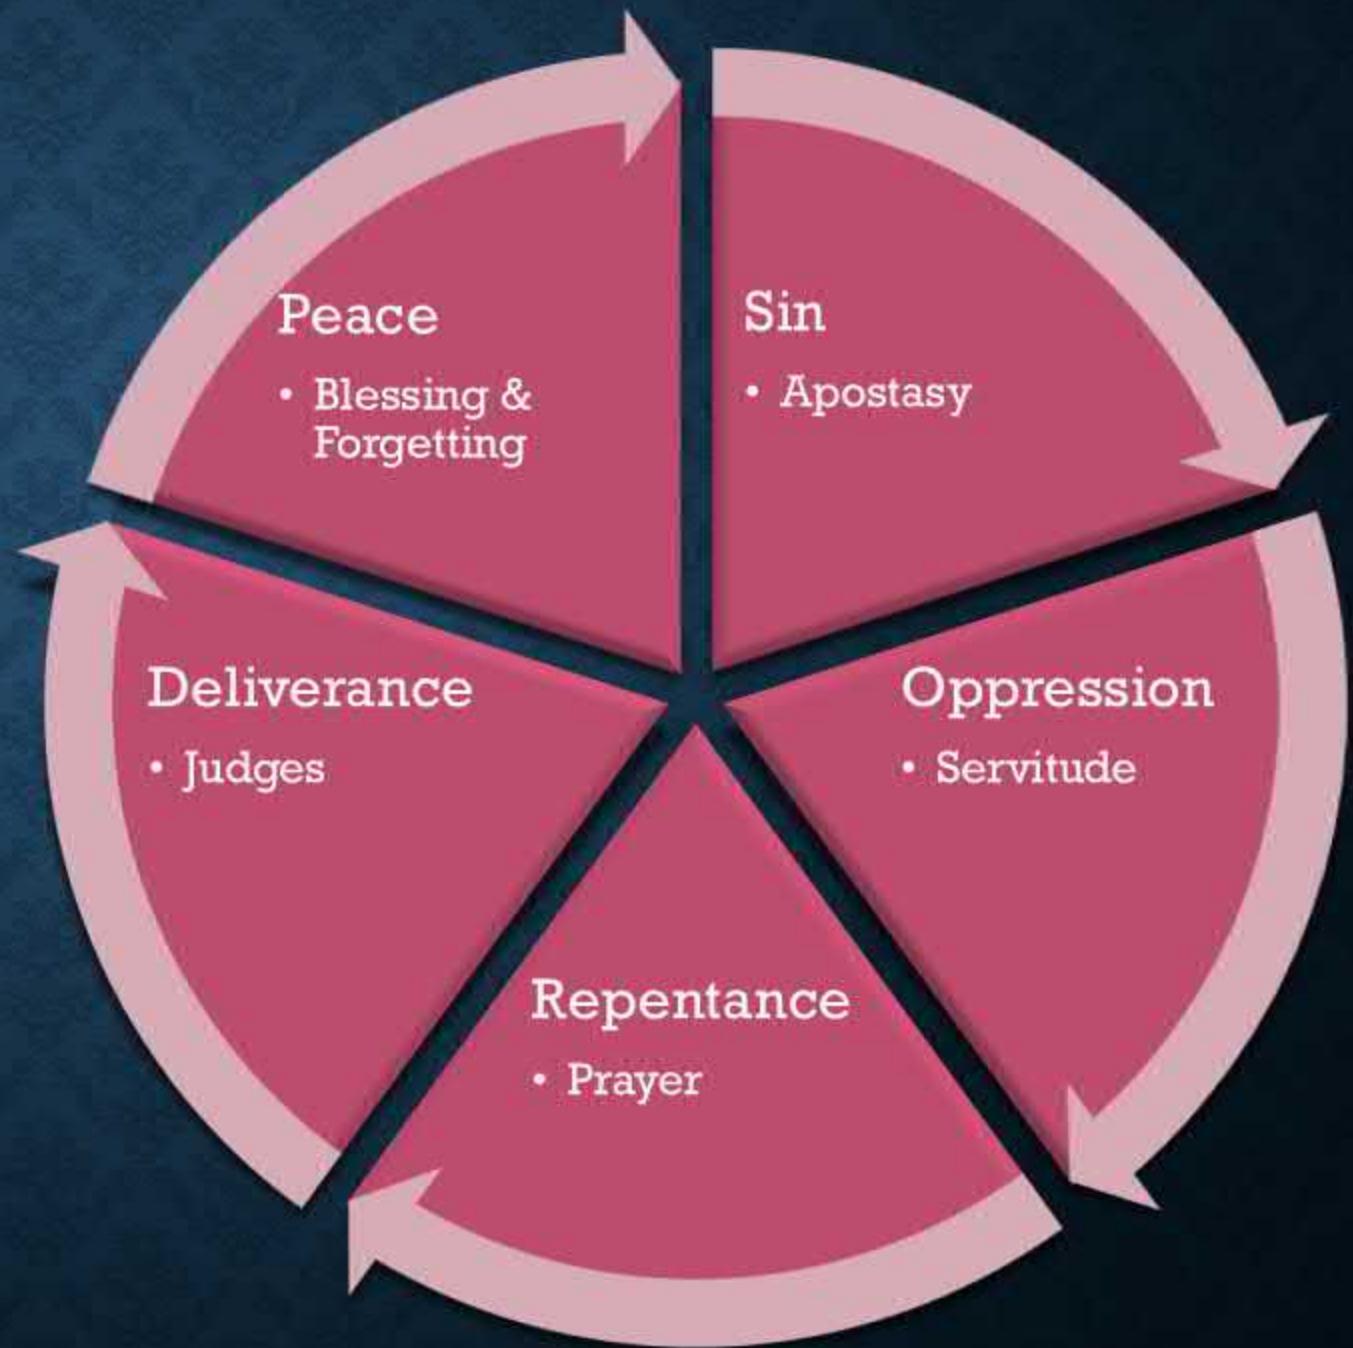 Sin
• Apostasy
Oppression
• Servitude
Repentance
• Prayer
Deliverance
• Judges
Peace
• Blessing &
Forgetting